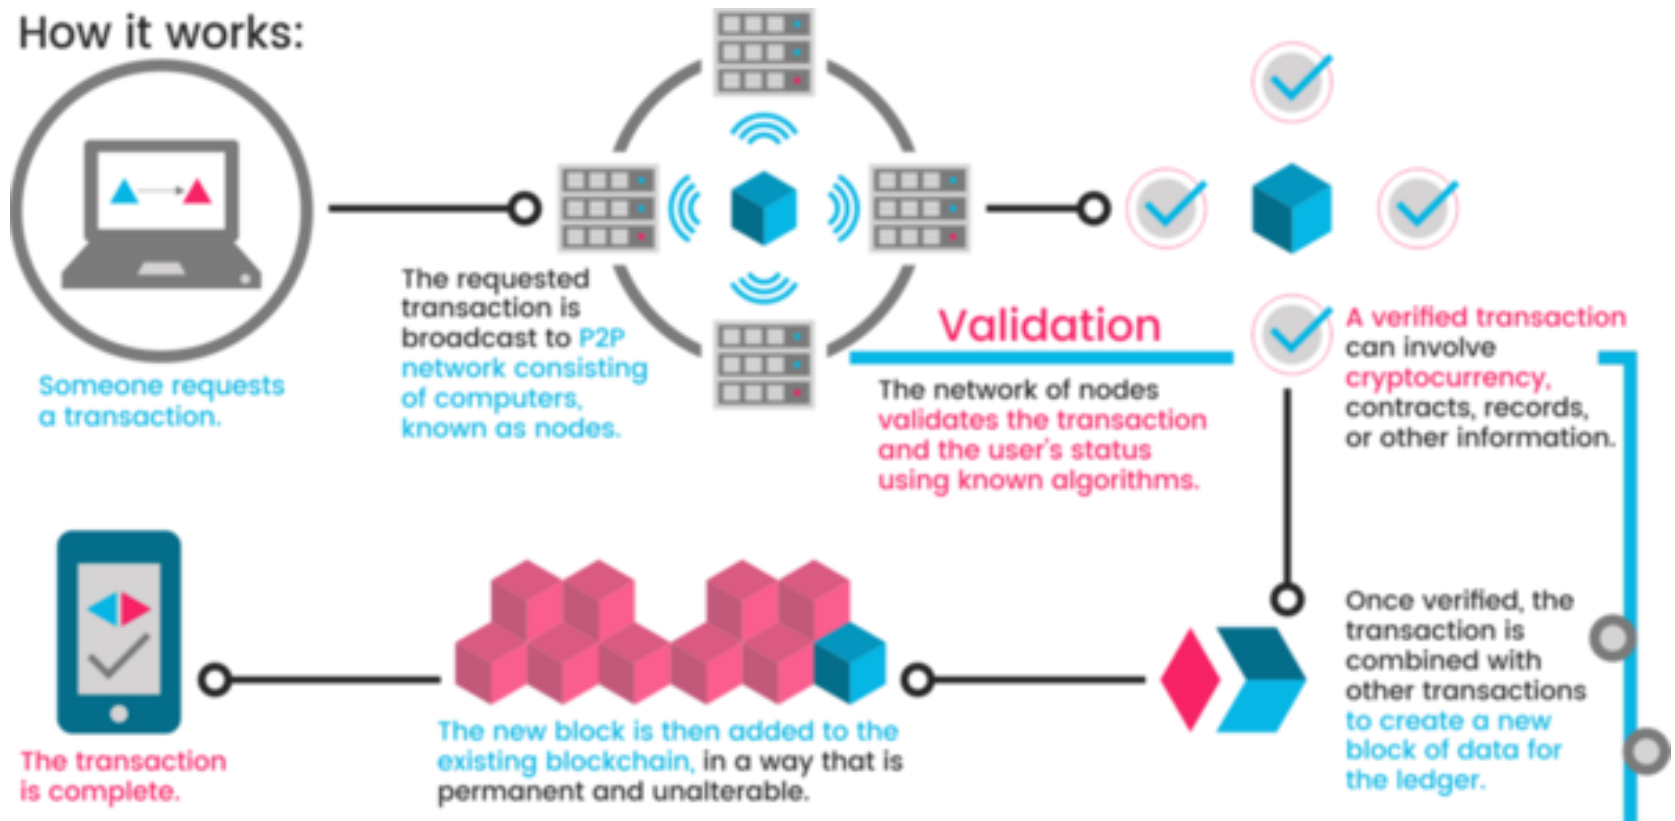 How it works:
Someone requests
a transaction.
The requested
transaction is
broadcast to P2P
network consisting
of computers,
known as nodes.
Validation
The network of nodes
validates the transaction
and the user's status
using known algorithms.
A verified transaction
can involve
cryptocurrency,
contracts, records,
or other information.
Once verified, the
transaction is
combined with
other transactions
to create a new
block of data for
the ledger.
The new block is then added to the
existing blockchain, in a way that is
permanent and unalterable.
The transaction
is complete.